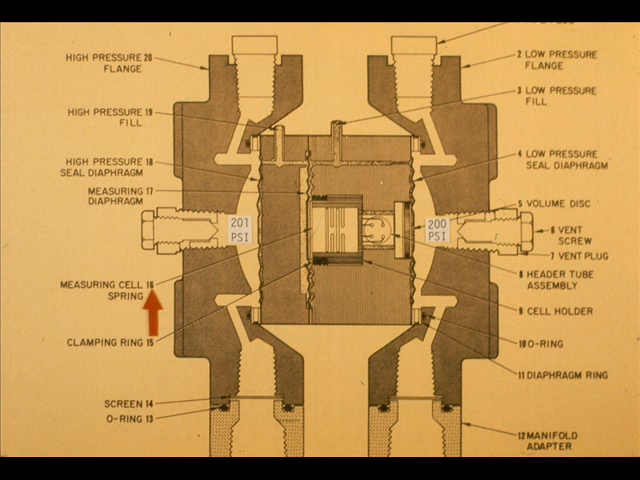 HIGH PRESSURE 20
FLANGE
HIGH PRESSURE 19
FILL
HIGH PRESSURE 18
SEAL DIAPHRAGM
MEASURING 17
DIAPHRAGM
201
PSI
MEASURING CELL 16
SPRING
CLAMPING RING 15
SCREEN 14
O-RING 13
2 LOW PRESSURE
FLANGE
3 LOW PRESSURE
FILL
4 LOW PRESSURE
SEAL DIAPHRAGM
5 VOLUME DISC
200
PSI
6 VENT
SCREW
7 VENT PLUG
8 HEADER TUBE
ASSEMBLY
9 CELL HOLDER
10 O-RING
11 DIAPHRAGM RING
12 MANIFOLD
ADAPTER